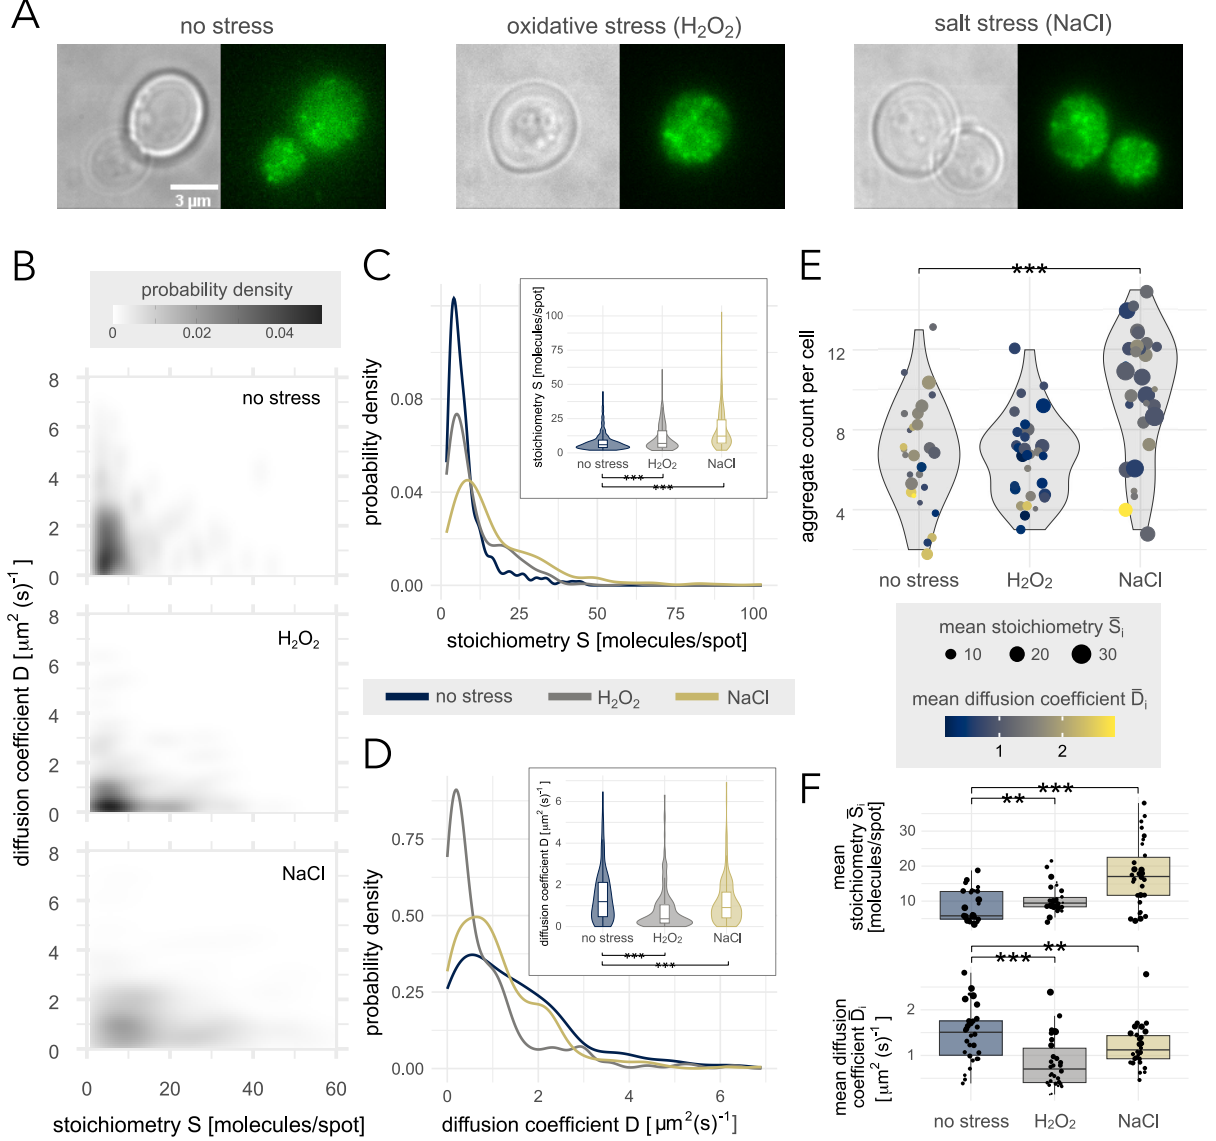 A
no stress
oxidative stress (H₂O₂)
salt stress (NaCl)
3 µm
B
probability density
0 0.02 0.04
8
no stress
6
4
2
0
8
H₂O₂
6
4
2
0
8
NaCl
6
4
2
0
0 20 40 60
diffusion coefficient D [ µm² (s)⁻¹ ]
stoichiometry S [molecules/spot]
C
probability density
0.08
0.04
0.00
0 25 50 75 100
stoichiometry S [molecules/spot]
stoichiometry S [molecules/spot]
100
75
50
25
0
no stress H₂O₂ NaCl
***
***
no stress H₂O₂ NaCl
D
probability density
0.75
0.50
0.25
0.00
0 2 4 6
diffusion coefficient D [ µm²(s)⁻¹ ]
diffusion coefficient D [ µm² (s)⁻¹ ]
6
4
2
0
no stress H₂O₂ NaCl
***
***
E
***
aggregate count per cell
12
8
4
no stress H₂O₂ NaCl
mean stoichiometry S̅ᵢ
10 20 30
mean diffusion coefficient D̅ᵢ
1 2
F
***
**
mean
stoichiometry S̅ᵢ
[molecules/spot]
30
20
10
**
***
mean diffusion
coefficient D̅ᵢ
[ µm² (s)⁻¹ ]
2
1
no stress H₂O₂ NaCl